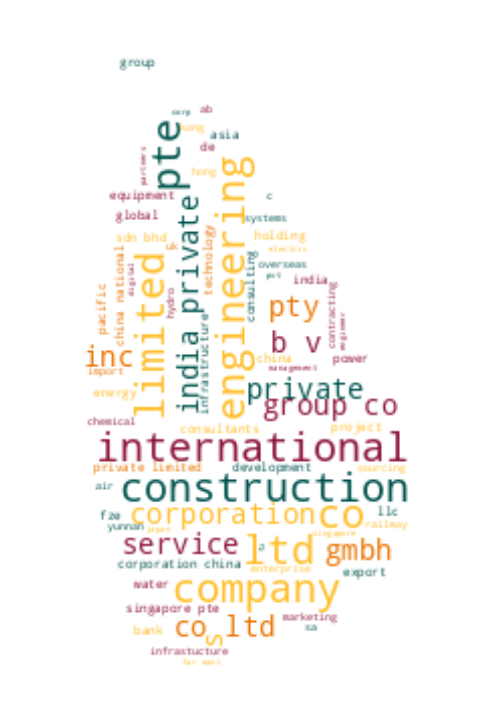 group
corp
ab
pte
kong
asia
de
partners
hong
engineering
equipment
c
india private
global
systems
technology
sdn bhd
holding
uk
electric
china national
limited
consulting
overseas
digital
pvt
india
pacific
hydro
contracting
pty
infrastructure
engineer
b v
inc
china
power
import
management
energy
private
group co
chemical
consultants
project
international
private limited
development
sourcing
air
construction
fze
corporation
co
llc
yunnan
japan
railway
singapore
service
a
ltd
gmbh
corporation china
enterprise
export
water
company
singapore pte
marketing
bank
co ltd
s
sa
infrastucture
far east